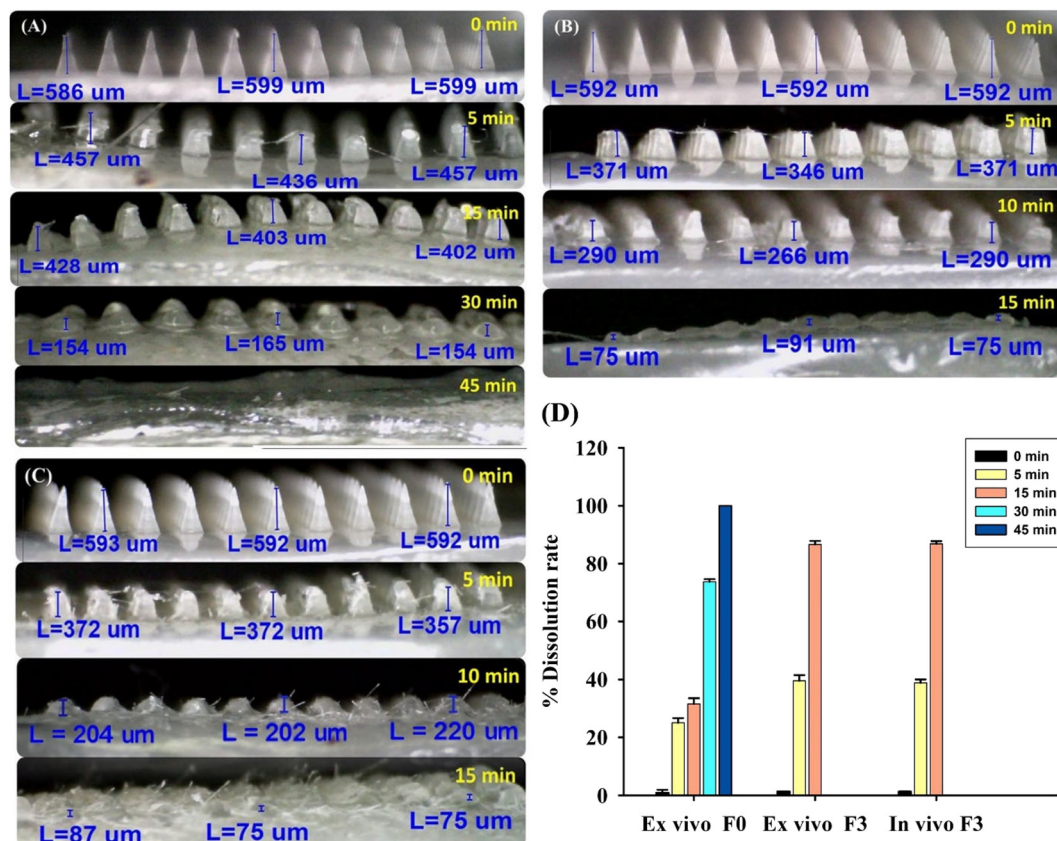 (A)
0 min
L=586 um
L=599 um
L=599 um
5 min
L=457 um
L=436 um
L=457 um
15 min
L=428 um
L=403 um
L=402 um
30 min
L=154 um
L=165 um
L=154 um
45 min
(B)
0 min
L=592 um
L=592 um
L=592 um
5 min
L=371 um
L=346 um
L=371 um
10 min
L=290 um
L=266 um
L=290 um
15 min
L=75 um
L=91 um
L=75 um
(C)
0 min
L=593 um
L=592 um
L=592 um
5 min
L=372 um
L=372 um
L=357 um
10 min
L = 204 um
L = 202 um
L = 220 um
15 min
L=87 um
L=75 um
L=75 um
(D)
% Dissolution rate
120
100
80
60
40
20
0
0 min
5 min
15 min
30 min
45 min
Ex vivo F0
Ex vivo F3
In vivo F3